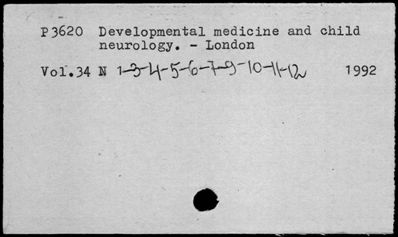 P3620 Developmental medicine and child
neurology. - London
Vol.34 N 1-3-4-5-6-7-9-10-11-12 1992